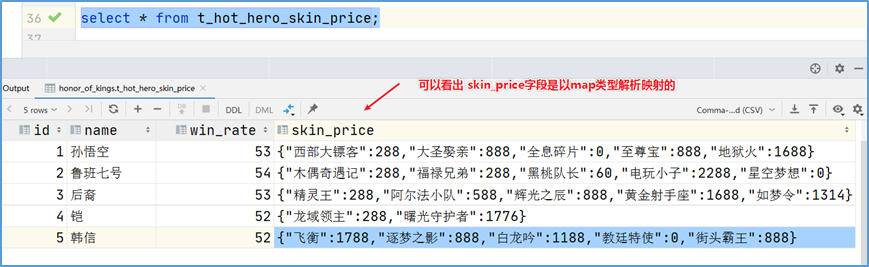 36 select * from t_hot_hero_skin_price;
37
Output honor_of_kings.t_hot_hero_skin_price
可以看出 skin_price字段是以map类型解析映射的
5 rows DDL DML Comma-...d (CSV)
id name win_rate skin_price
1 孙悟空 53 {"西部大镖客":288,"大圣娶亲":888,"全息碎片":0,"至尊宝":888,"地狱火":1688}
2 鲁班七号 54 {"木偶奇遇记":288,"福禄兄弟":288,"黑桃队长":60,"电玩小子":2288,"星空梦想":0}
3 后裔 53 {"精灵王":288,"阿尔法小队":588,"辉光之辰":888,"黄金射手座":1688,"如梦令":1314}
4 铠 52 {"龙域领主":288,"曙光守护者":1776}
5 韩信 52 {"飞衡":1788,"逐梦之影":888,"白龙吟":1188,"教廷特使":0,"街头霸王":888}